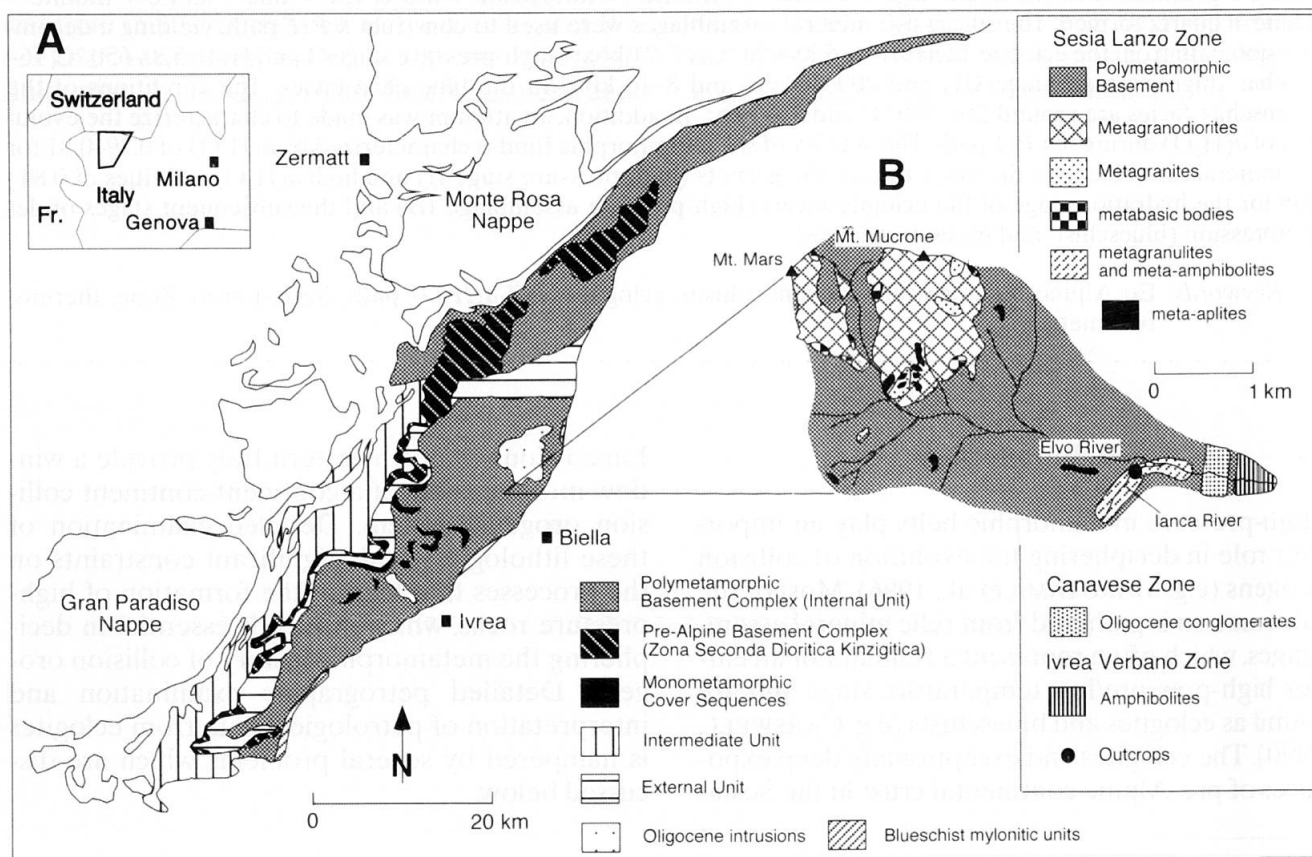 A
Switzerland
Milano
Italy
Fr.
Genova
Zermatt
Monte Rosa
Nappe
Gran Paradiso
Nappe
Biella
Ivrea
N
0 20 km
Polymetamorphic
Basement Complex (Internal Unit)
Pre-Alpine Basement Complex
(Zona Seconda Dioritica Kinzigitica)
Monometamorphic
Cover Sequences
Intermediate Unit
External Unit
Oligocene intrusions
Blueschist mylonitic units
B
Mt. Mucrone
Mt. Mars
Elvo River
Ianca River
0 1 km
Sesia Lanzo Zone
Polymetamorphic
Basement
Metagranodiorites
Metagranites
metabasic bodies
metagranulites
and meta-amphibolites
meta-aplites
Canavese Zone
Oligocene conglomerates
Ivrea Verbano Zone
Amphibolites
Outcrops